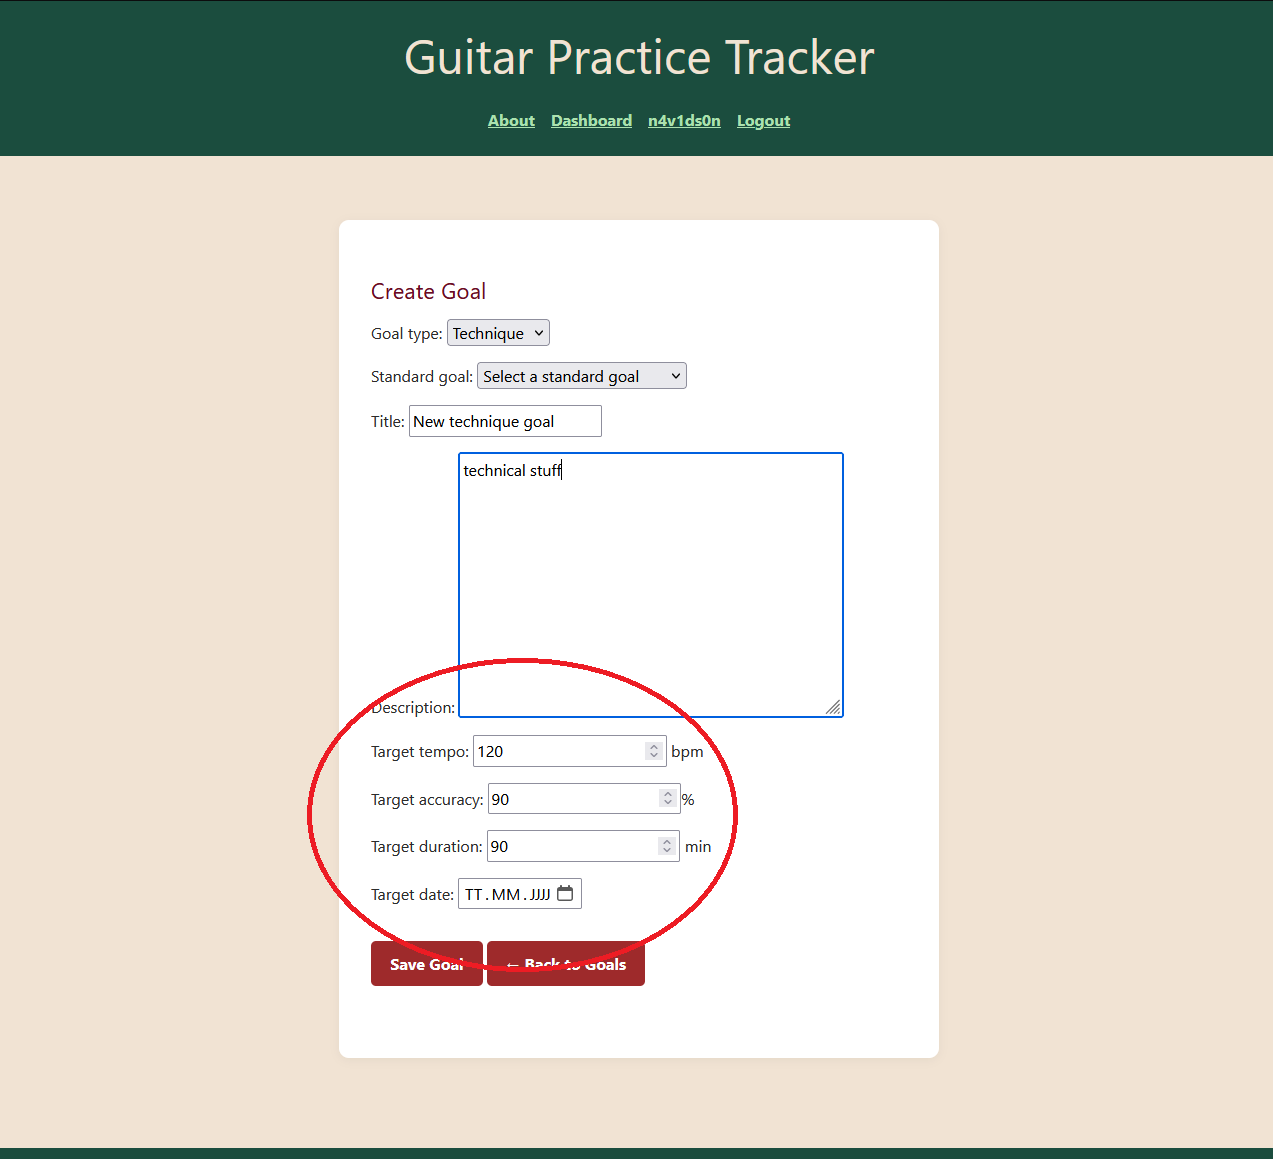 Guitar Practice Tracker
About Dashboard n4v1ds0n Logout
Create Goal
Goal type: Technique
Standard goal: Select a standard goal
Title: New technique goal
technical stuff
Description:
Target tempo: 120 bpm
Target accuracy: 90 %
Target duration: 90 min
Target date: TT.MM.JJJJ
Save Goal ← Back to Goals